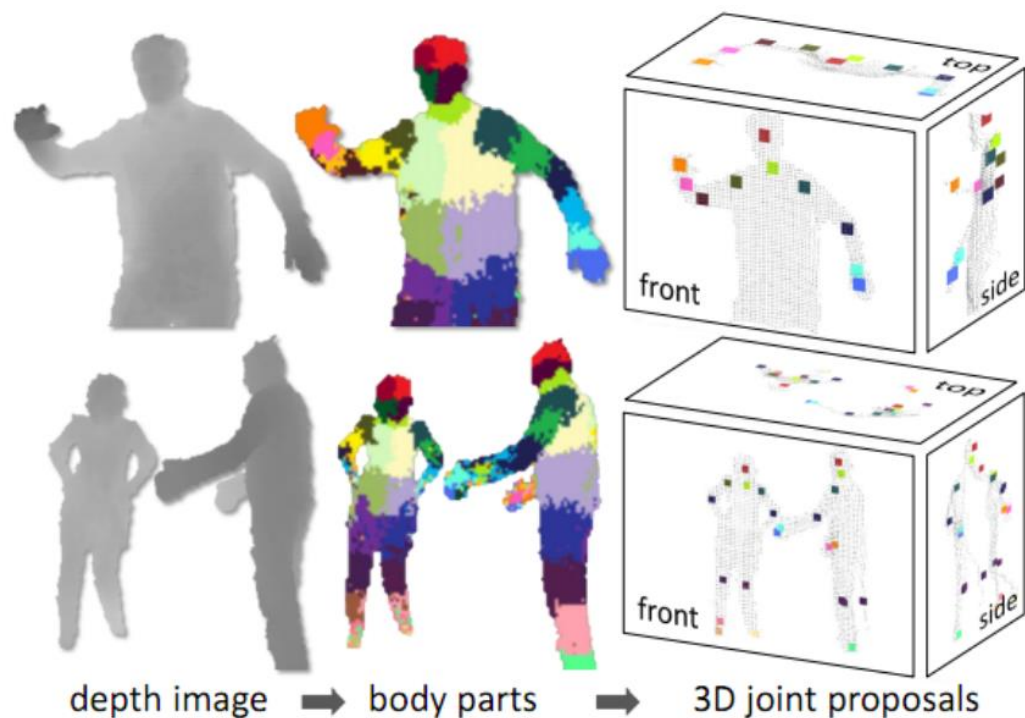 top
front
side
top
front
side
depth image → body parts → 3D joint proposals